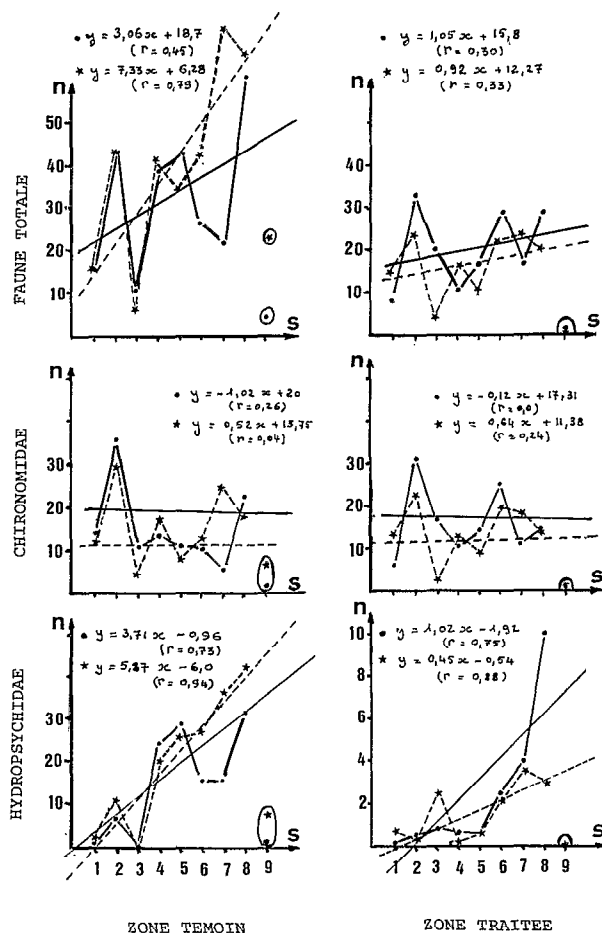 • y = 3,06 x + 18,7
(r = 0,45)
* y = 7,33 x + 6,28
(r = 0,79)
n
50
40
30
20
10
S
FAUNE TOTALE
• y = 1,05 x + 15,8
(r = 0,30)
* y = 0,92 x + 12,27
(r = 0,33)
n
40
30
20
10
S
n
• y = -1,02 x + 20
(r = 0,26)
* y = 0,52 x + 13,75
(r = 0,04)
30
20
10
S
CHIRONOMIDAE
n
• y = -0,12 x + 17,31
(r = 0,0)
* y = 0,64 x + 11,38
(r = 0,24)
30
20
10
S
n
• y = 3,71 x - 0,96
(r = 0,73)
* y = 5,87 x - 6,0
(r = 0,94)
30
20
10
S
1 2 3 4 5 6 7 8 9
HYDROPSYCHIDAE
n
• y = 1,02 x - 1,92
(r = 0,75)
* y = 0,45 x - 0,54
(r = 0,88)
10
8
6
4
2
S
1 2 3 4 5 6 7 8 9
ZONE TEMOIN
ZONE TRAITEE